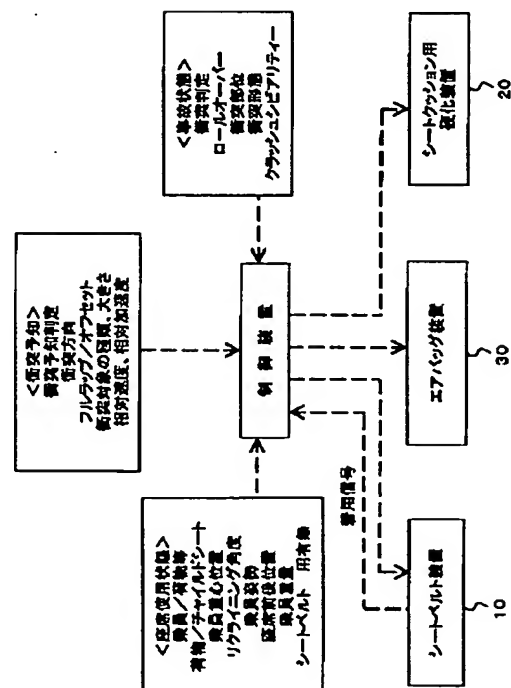 <座席使用状態>
乗員/荷物等
荷物/チャイルドシート
乗員重心位置
リクライニング角度
乗員姿勢
座席前後位置
乗員重量
シートベルト 用有無
<衝突予知>
衝突予知判定
衝突方向
フルラップ/オフセット
衝突対象の種類、大きさ
相対速度、相対加速度
<事故状態>
衝突判定
ロールオーバー
衝突部位
衝突形態
クラッシュシビアリティー
制御装置
着用信号
シートベルト装置
10
エアバッグ装置
30
シートクッション用
硬化装置
20